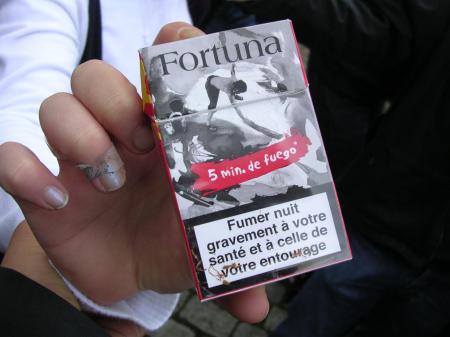 Fortuna
5 min. de fuego*
Fumer nuit
gravement à votre
santé et à celle de
votre entourage